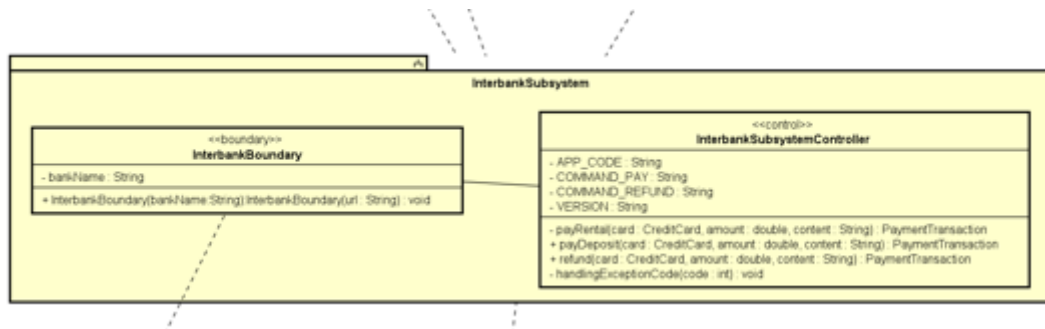 InterbankSubsystem
<<boundary>>
InterbankBoundary
- bankName : String
+ InterbankBoundary(bankName:String):InterbankBoundary(url : String) : void
<<control>>
InterbankSubsystemController
- APP_CODE : String
- COMMAND_PAY : String
- COMMAND_REFUND : String
- VERSION : String
- payRental(card : CreditCard, amount : double, content : String) : PaymentTransaction
+ payDeposit(card : CreditCard, amount : double, content : String) : PaymentTransaction
+ refund(card : CreditCard, amount : double, content : String) : PaymentTransaction
- handlingExceptionCode(code : int) : void